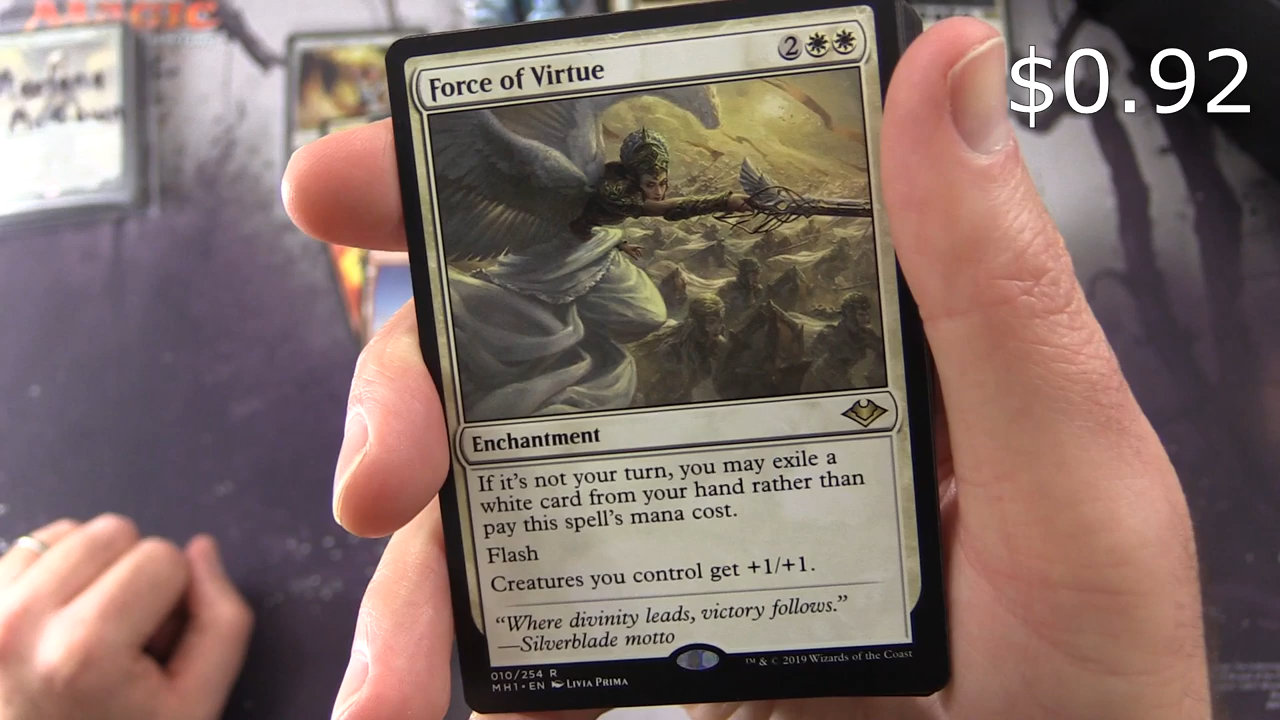 MAGIC
$0.92
Force of Virtue
2
Enchantment
If it's not your turn, you may exile a
white card from your hand rather than
pay this spell's mana cost.
Flash
Creatures you control get +1/+1.
“Where divinity leads, victory follows.”
—Silverblade motto
010/254 R
MH1 • EN LIVIA PRIMA
™ & © 2019 Wizards of the Coast